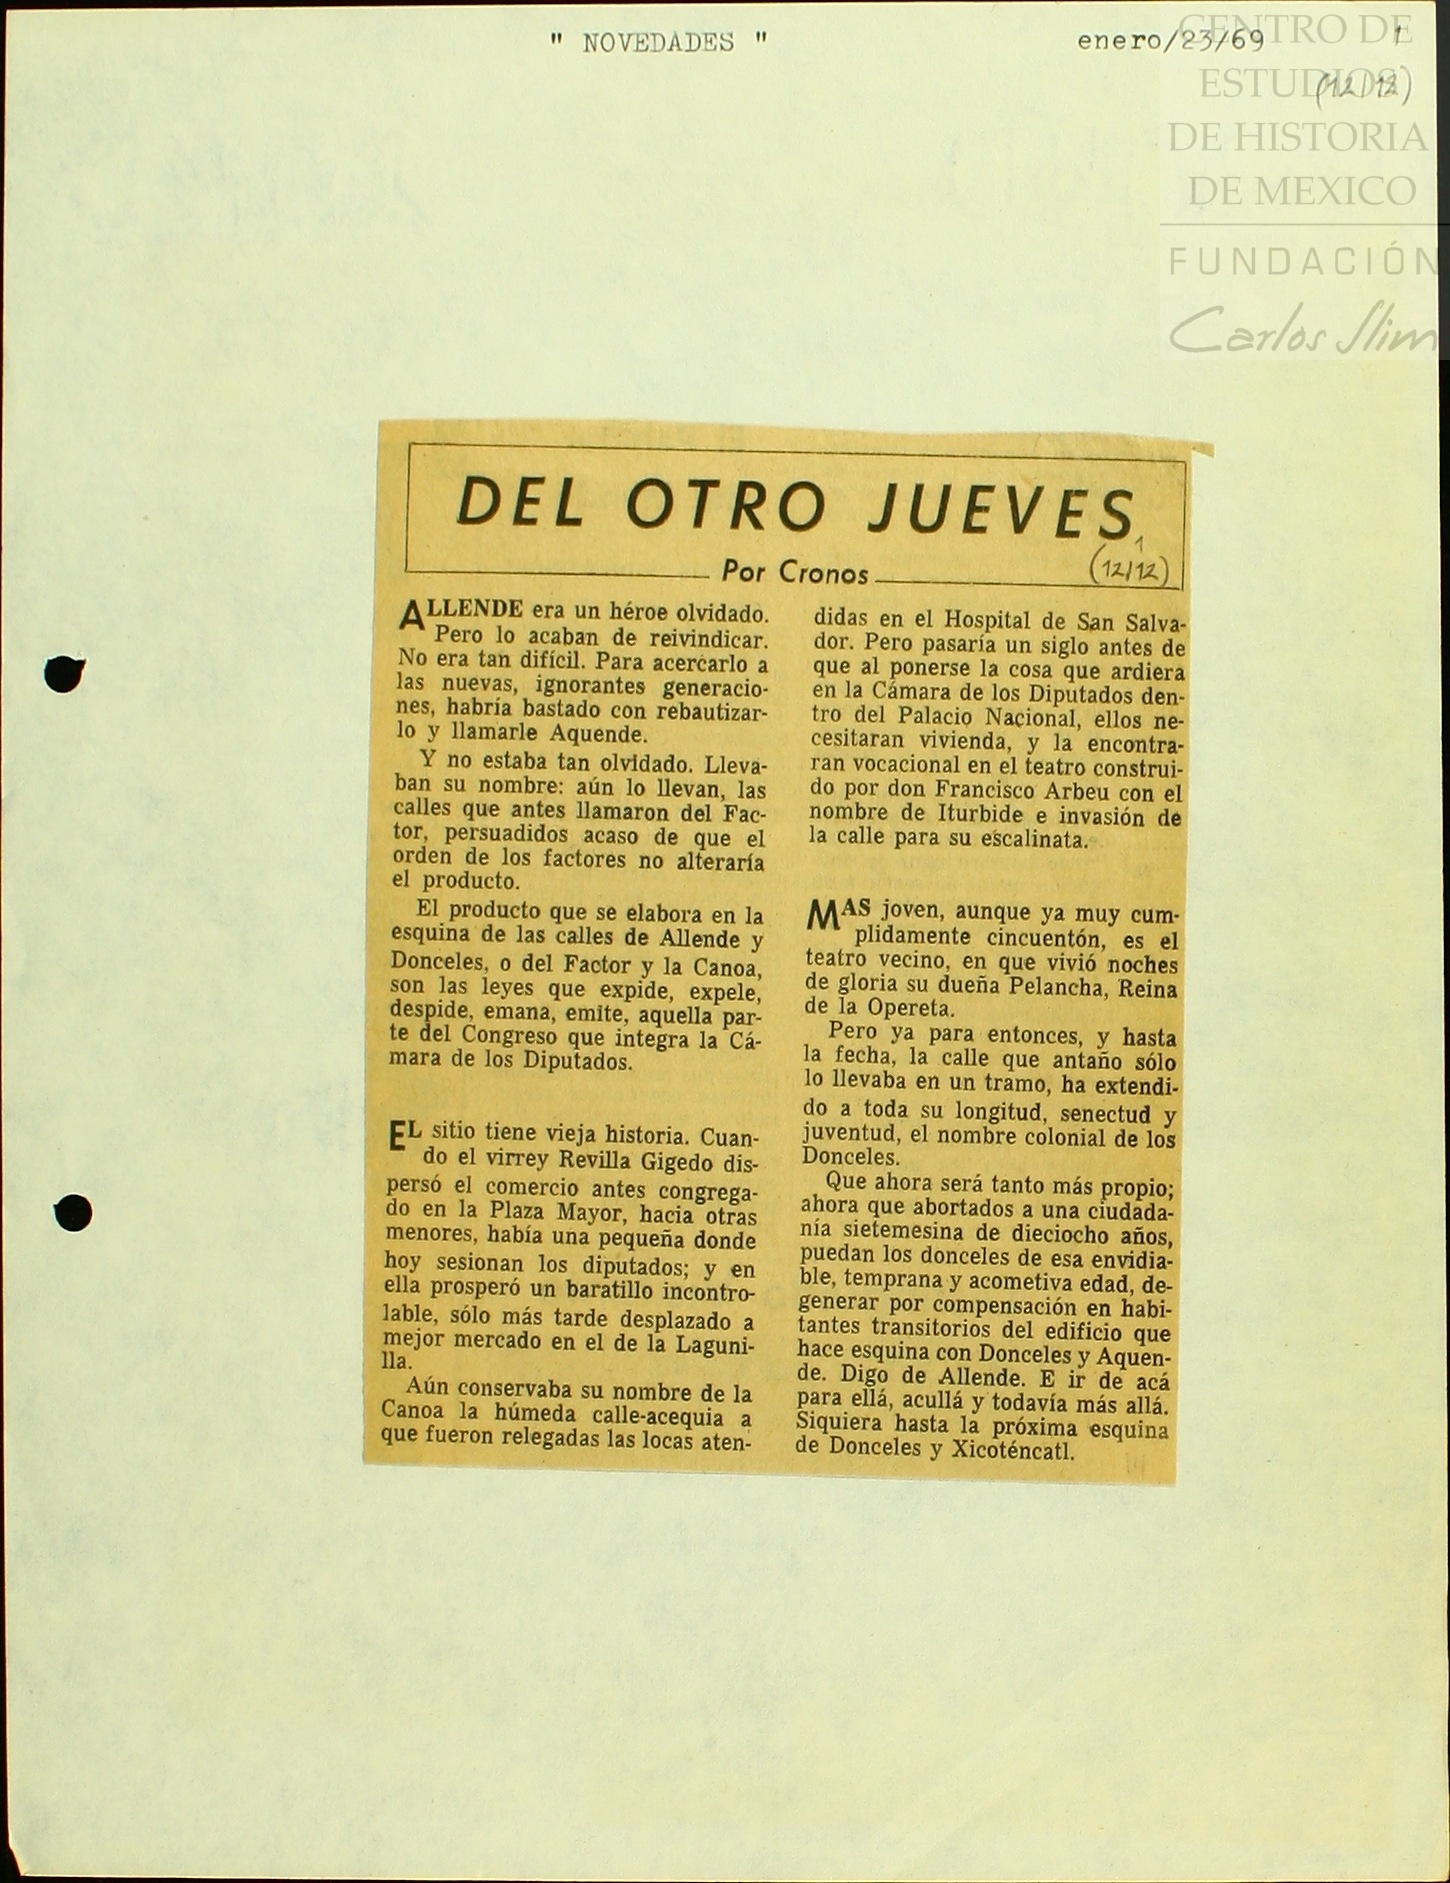 " NOVEDADES "
enero/23/69
1
(12/12)
CENTRO DE
ESTUDIOS
DE HISTORIA
DE MEXICO
FUNDACIÓN
Carlos Slim
DEL OTRO JUEVES
1
(12/12)
Por Cronos
ALLENDE era un héroe olvidado.
Pero lo acaban de reivindicar.
No era tan difícil. Para acercarlo a
las nuevas, ignorantes generacio-
nes, habría bastado con rebautizar-
lo y llamarle Aquende.
Y no estaba tan olvidado. Lleva-
ban su nombre: aún lo llevan, las
calles que antes llamaron del Fac-
tor, persuadidos acaso de que el
orden de los factores no alteraría
el producto.
El producto que se elabora en la
esquina de las calles de Allende y
Donceles, o del Factor y la Canoa,
son las leyes que expide, expele,
despide, emana, emite, aquella par-
te del Congreso que integra la Cá-
mara de los Diputados.
EL sitio tiene vieja historia. Cuan-
do el virrey Revilla Gigedo dis-
persó el comercio antes congrega-
do en la Plaza Mayor, hacia otras
menores, había una pequeña donde
hoy sesionan los diputados; y en
ella prosperó un baratillo incontro-
lable, sólo más tarde desplazado a
mejor mercado en el de la Laguni-
lla.
Aún conservaba su nombre de la
Canoa la húmeda calle-acequia a
que fueron relegadas las locas aten-
didas en el Hospital de San Salva-
dor. Pero pasaría un siglo antes de
que al ponerse la cosa que ardiera
en la Cámara de los Diputados den-
tro del Palacio Nacional, ellos ne-
cesitaran vivienda, y la encontra-
ran vocacional en el teatro construi-
do por don Francisco Arbeu con el
nombre de Iturbide e invasión de
la calle para su escalinata.
MAS joven, aunque ya muy cum-
plidamente cincuentón, es el
teatro vecino, en que vivió noches
de gloria su dueña Pelancha, Reina
de la Opereta.
Pero ya para entonces, y hasta
la fecha, la calle que antaño sólo
lo llevaba en un tramo, ha extendi-
do a toda su longitud, senectud y
juventud, el nombre colonial de los
Donceles.
Que ahora será tanto más propio;
ahora que abortados a una ciudada-
nía sietemesina de dieciocho años,
puedan los donceles de esa envidia-
ble, temprana y acometiva edad, de-
generar por compensación en habi-
tantes transitorios del edificio que
hace esquina con Donceles y Aquen-
de. Digo de Allende. E ir de acá
para ellá, acullá y todavía más allá.
Siquiera hasta la próxima esquina
de Donceles y Xicoténcatl.